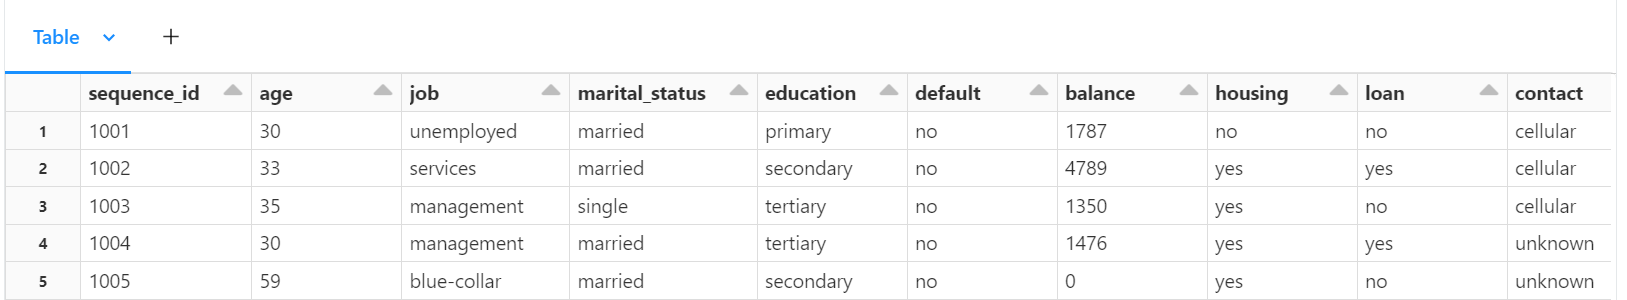 Table +
sequence_id age job marital_status education default balance housing loan contact
1 1001 30 unemployed married primary no 1787 no no cellular
2 1002 33 services married secondary no 4789 yes yes cellular
3 1003 35 management single tertiary no 1350 yes no cellular
4 1004 30 management married tertiary no 1476 yes yes unknown
5 1005 59 blue-collar married secondary no 0 yes no unknown